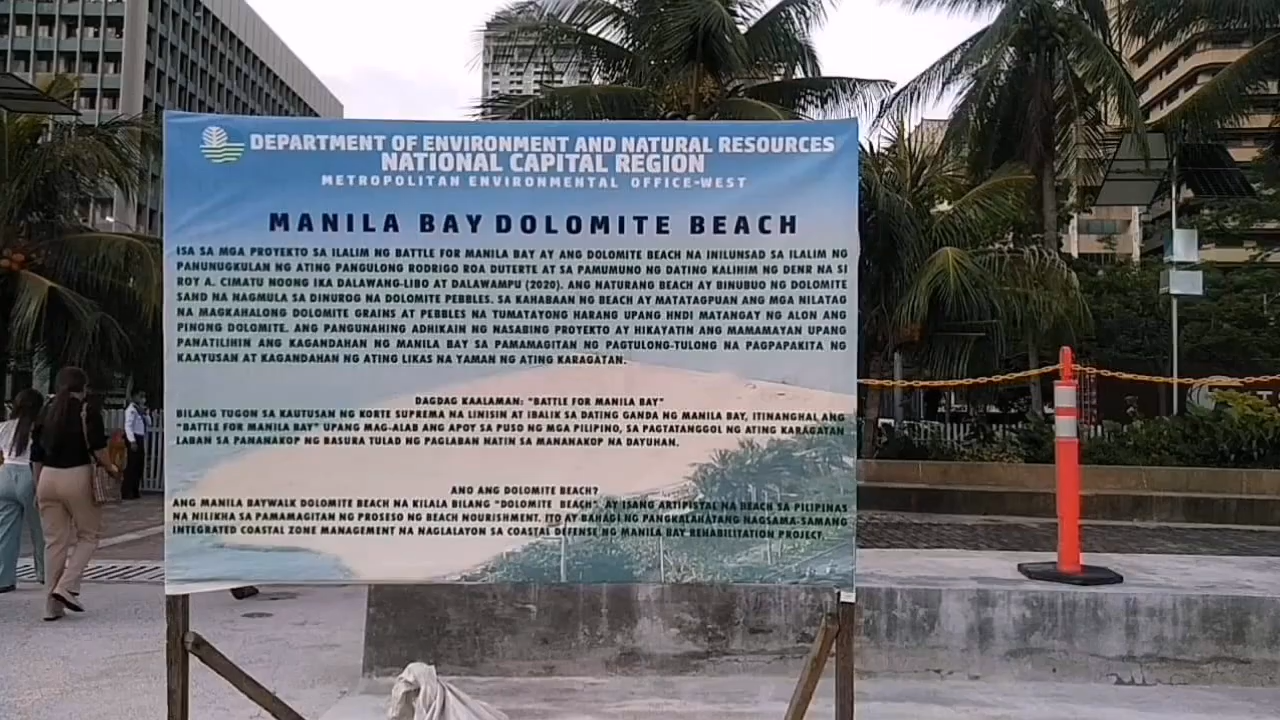 DEPARTMENT OF ENVIRONMENT AND NATURAL RESOURCES
NATIONAL CAPITAL REGION
METROPOLITAN ENVIRONMENTAL OFFICE-WEST
MANILA BAY DOLOMITE BEACH
ISA SA MGA PROYEKTO SA ILALIM NG BATTLE FOR MANILA BAY AY ANG DOLOMITE BEACH NA INILUNSAD SA ILALIM NG
PANUNUGKULAN NG ATING PANGULONG RODRIGO ROA DUTERTE AT SA PAMUMUNO NG DATING KALIHIM NG DENR NA SI
ROY A. CIMATU NOONG IKA DALAWANG-LIBO AT DALAWAMPU (2020). ANG NATURANG BEACH AY BINUBUO NG DOLOMITE
SAND NA NAGMULA SA DINUROG NA DOLOMITE PEBBLES. SA KAHABAAN NG BEACH AY MATATAGPUAN ANG MGA NILATAG
NA MAGKAHALONG DOLOMITE GRAINS AT PEBBLES NA TUMATAYONG HARANG UPANG HNDI MATANGAY NG ALON ANG
PINONG DOLOMITE. ANG PANGUNAHING ADHIKAIN NG NASABING PROYEKTO AY HIKAYATIN ANG MAMAMAYAN UPANG
PANATILIHIN ANG KAGANDAHAN NG MANILA BAY SA PAMAMAGITAN NG PAGTULONG-TULONG NA PAGPAPAKITA NG
KAAYUSAN AT KAGANDAHAN NG ATING LIKAS NA YAMAN NG ATING KARAGATAN.
DAGDAG KAALAMAN: "BATTLE FOR MANILA BAY"
BILANG TUGON SA KAUTUSAN NG KORTE SUPREMA NA LINISIN AT IBALIK SA DATING GANDA NG MANILA BAY, ITINANGHAL ANG
"BATTLE FOR MANILA BAY" UPANG MAG-ALAB ANG APOY SA PUSO NG MGA PILIPINO, SA PAGTATANGGOL NG ATING KARAGATAN
LABAN SA PANANAKOP NG BASURA TULAD NG PAGLABAN NATIN SA MANANAKOP NA DAYUHAN.
ANO ANG DOLOMITE BEACH?
ANG MANILA BAYWALK DOLOMITE BEACH NA KILALA BILANG "DOLOMITE BEACH" AY ISANG ARTIPISTAL NA BEACH SA PILIPINAS
NA NILIKHA SA PAMAMAGITAN NG PROSESO NG BEACH NOURISHMENT. ITO AY BAHAGI NG PANGKALAHATANG NAGSAMA-SAMANG
INTEGRATED COASTAL ZONE MANAGEMENT NA NAGLALAYON SA COASTAL DEFENSE NG MANILA BAY REHABILITATION PROJECT.